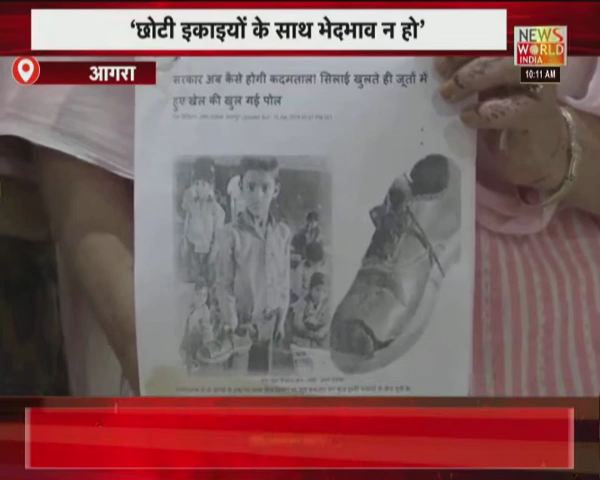 ‘छोटी इकाइयों के साथ भेदभाव न हो’
NEWS
WORLD
INDIA
10:11 AM
आगरा
सरकार अब कैसे होगी कदमताल! सिलाई खुलते ही जूतों में
हुए खेल की खुल गई पोल